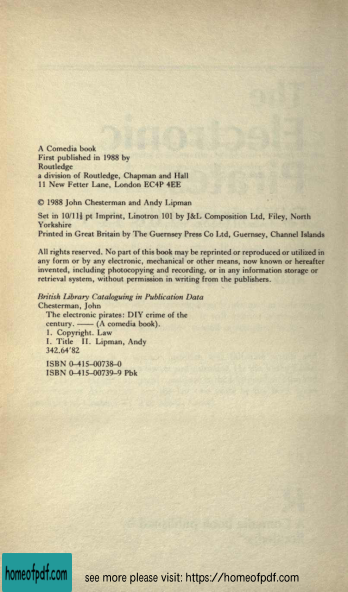 A Comedia book
First published in 1988 by
Routledge
a division of Routledge, Chapman and Hall
11 New Fetter Lane, London EC4P 4EE
© 1988 John Chesterman and Andy Lipman
Set in 10/11½ pt Imprint, Linotron 101 by J&L Composition Ltd, Filey, North
Yorkshire
Printed in Great Britain by The Guernsey Press Co Ltd, Guernsey, Channel Islands
All rights reserved. No part of this book may be reprinted or reproduced or utilized in
any form or by any electronic, mechanical or other means, now known or hereafter
invented, including photocopying and recording, or in any information storage or
retrieval system, without permission in writing from the publishers.
British Library Cataloguing in Publication Data
Chesterman, John
The electronic pirates: DIY crime of the
century. —— (A comedia book).
1. Copyright. Law
I. Title II. Lipman, Andy
342.64'82
ISBN 0-415-00738-0
ISBN 0-415-00739-9 Pbk
The
Electronic
Pirate
R
A Comedia book published b
Routledge
homeofpdf.com
see more please visit: https://homeofpdf.com